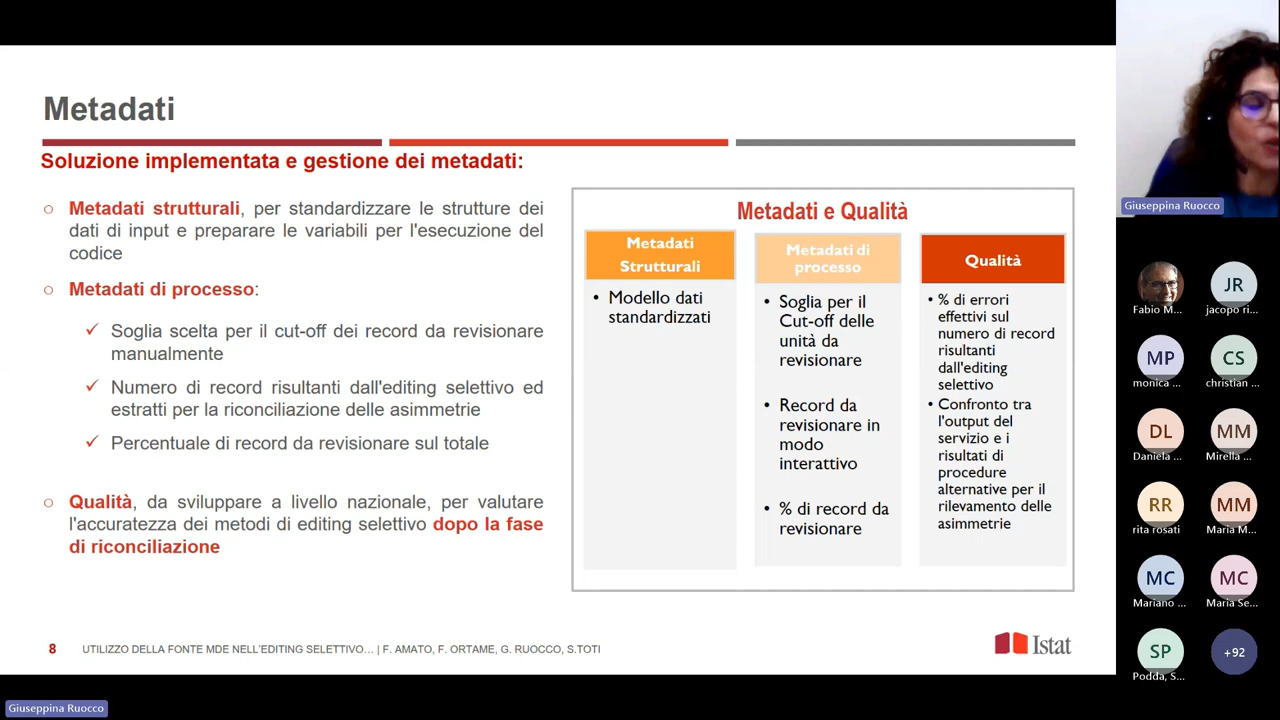 Metadati
Soluzione implementata e gestione dei metadati:
○ Metadati strutturali, per standardizzare le strutture dei
dati di input e preparare le variabili per l'esecuzione del
codice
○ Metadati di processo:
✓ Soglia scelta per il cut-off dei record da revisionare
manualmente
✓ Numero di record risultanti dall'editing selettivo ed
estratti per la riconciliazione delle asimmetrie
✓ Percentuale di record da revisionare sul totale
○ Qualità, da sviluppare a livello nazionale, per valutare
l'accuratezza dei metodi di editing selettivo dopo la fase
di riconciliazione
Metadati e Qualità
Metadati
Strutturali
• Modello dati
standardizzati
Metadati di
processo
• Soglia per il
Cut-off delle
unità da
revisionare
• Record da
revisionare in
modo
interattivo
• % di record da
revisionare
Qualità
• % di errori
effettivi sul
numero di record
risultanti
dall'editing
selettivo
• Confronto tra
l'output del
servizio e i
risultati di
procedure
alternative per il
rilevamento delle
asimmetrie
8 UTILIZZO DELLA FONTE MDE NELL'EDITING SELETTIVO... | F. AMATO, F. ORTAME, G. RUOCCO, S.TOTI
Istat
Giuseppina Ruocco
Giuseppina Ruocco
Fabio M...
JR
jacopo ri...
MP
monica ...
CS
christian ...
DL
Daniela ...
MM
Mirella ...
RR
rita rosati
MM
Maria M...
MC
Mariano ...
MC
Maria Se...
SP
Podda, S...
+92